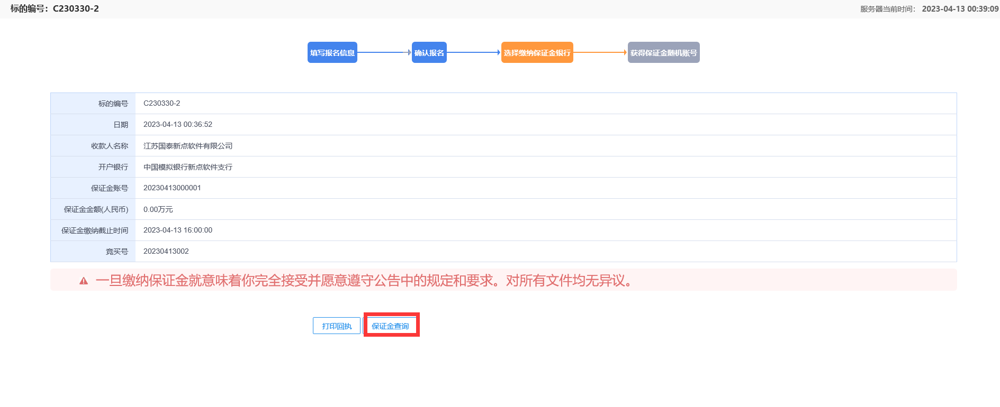 标的编号：C230330-2
服务器当前时间： 2023-04-13 00:39:09
填写报名信息
确认报名
选择缴纳保证金银行
获得保证金随机账号
标的编号 C230330-2
日期 2023-04-13 00:36:52
收款人名称 江苏国泰新点软件有限公司
开户银行 中国模拟银行新点软件支行
保证金账号 20230413000001
保证金金额(人民币) 0.00万元
保证金缴纳截止时间 2023-04-13 16:00:00
竞买号 20230413002
一旦缴纳保证金就意味着你完全接受并愿意遵守公告中的规定和要求。对所有文件均无异议。
打印回执 保证金查询